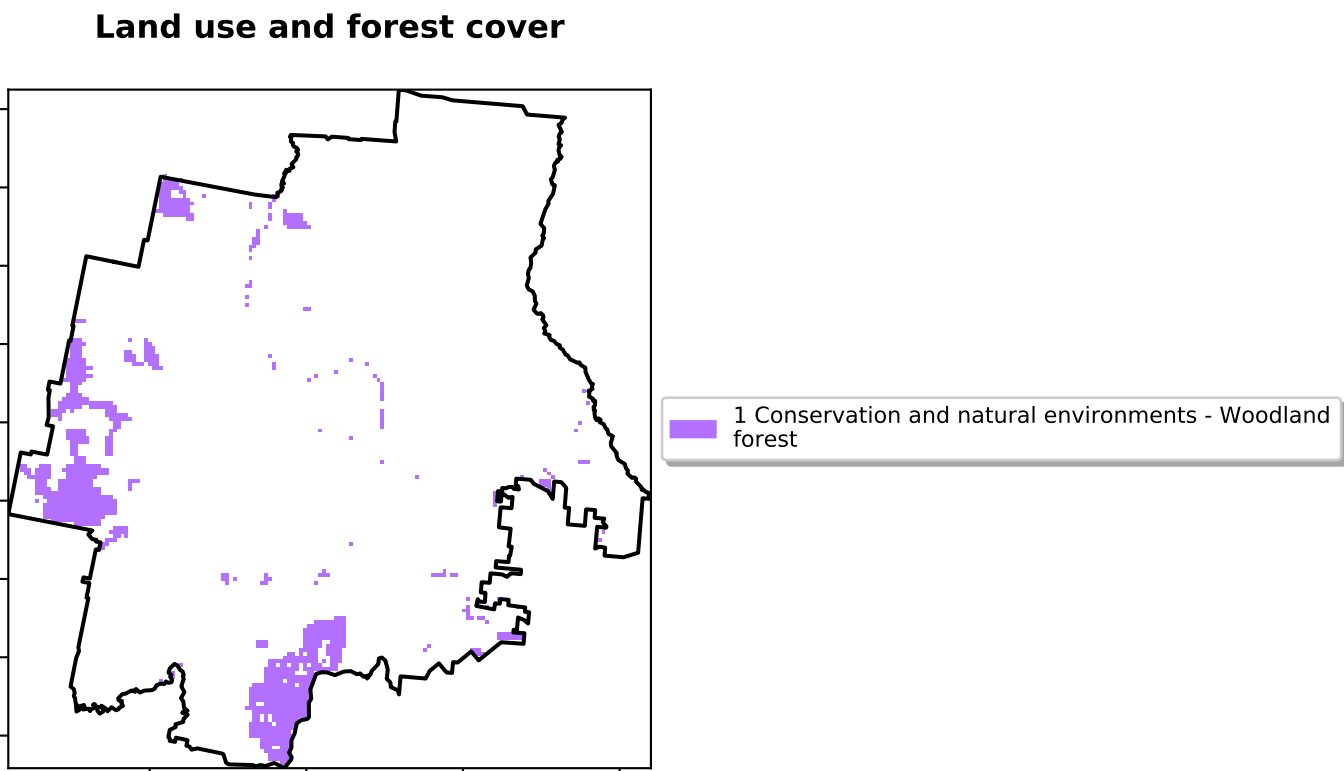 Land use and forest cover
1 Conservation and natural environments - Woodland
forest